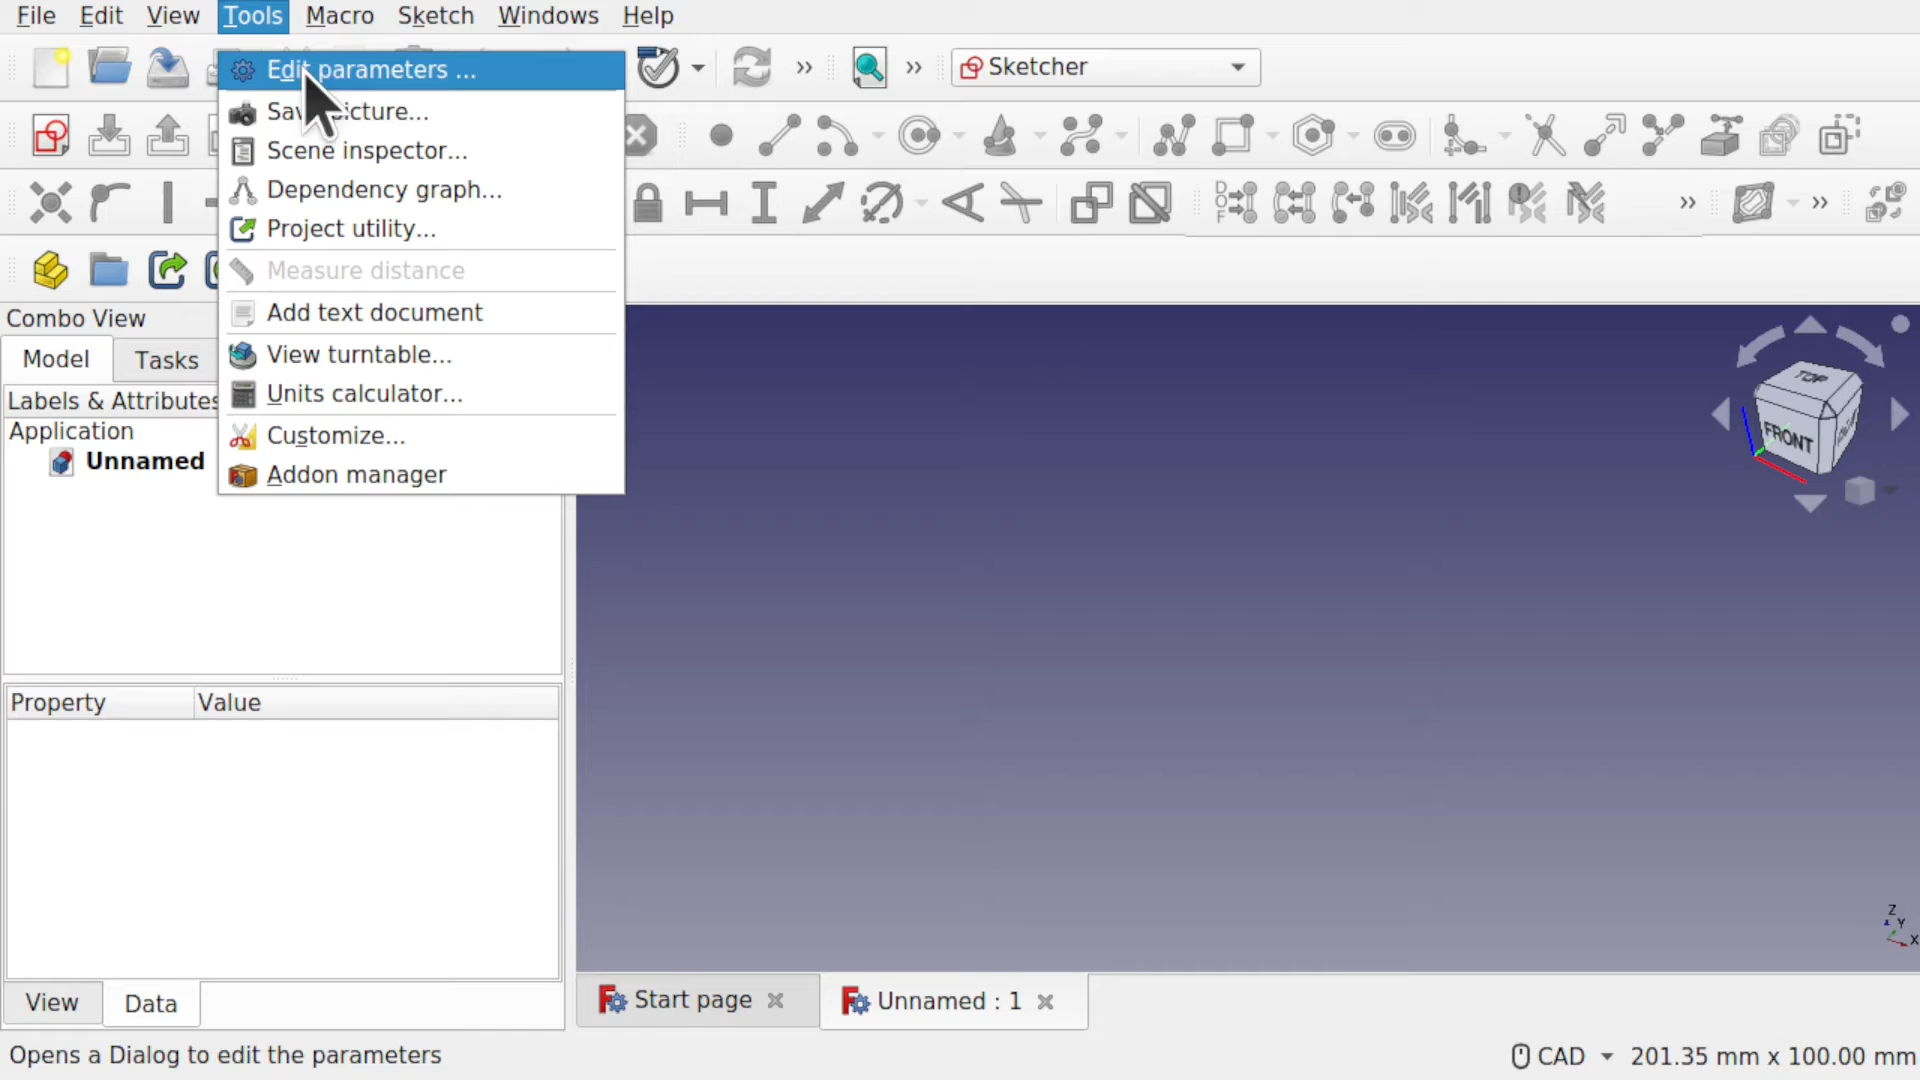 File Edit View Tools Macro Sketch Windows Help
Edit parameters ...
Sketcher
Save picture...
Scene inspector...
Dependency graph...
Project utility...
Measure distance
Add text document
View turntable...
Units calculator...
Customize...
Addon manager
Combo View
Model Tasks
Labels & Attributes
Application
Unnamed
TOP
FRONT
Property Value
Z
Y
X
View Data
Start page Unnamed : 1
Opens a Dialog to edit the parameters CAD 201.35 mm x 100.00 mm